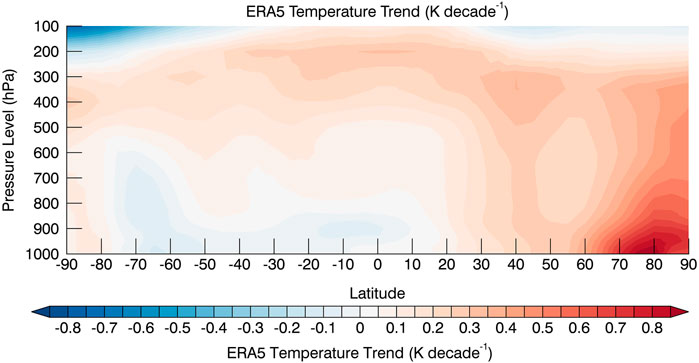 ERA5 Temperature Trend (K decade⁻¹)
Pressure Level (hPa)
100
200
300
400
500
600
700
800
900
1000
-90 -80 -70 -60 -50 -40 -30 -20 -10 0 10 20 30 40 50 60 70 80 90
Latitude
-0.8 -0.7 -0.6 -0.5 -0.4 -0.3 -0.2 -0.1 0 0.1 0.2 0.3 0.4 0.5 0.6 0.7 0.8
ERA5 Temperature Trend (K decade⁻¹)